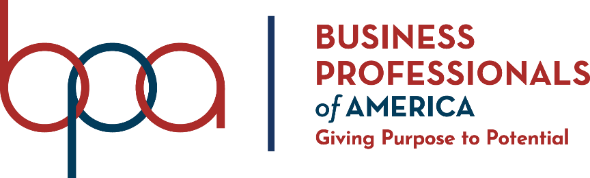 bpa
BUSINESS
PROFESSIONALS
of AMERICA
Giving Purpose to Potential